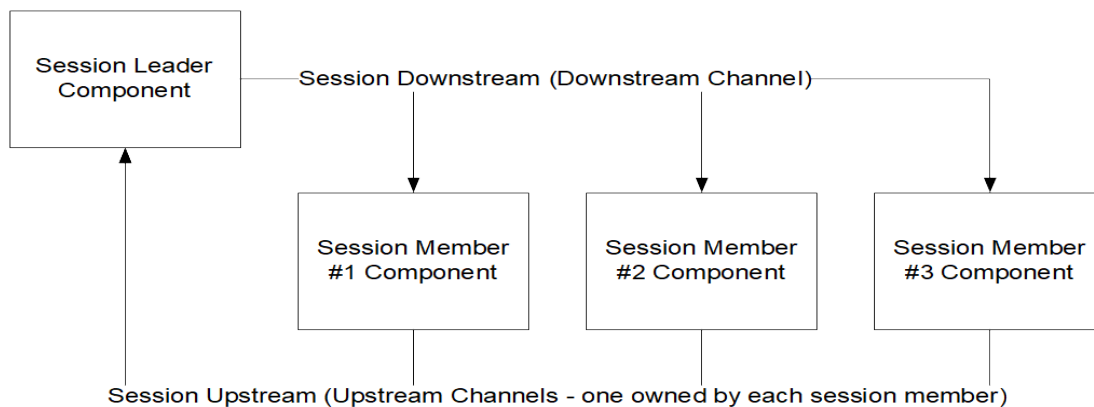 Session Leader
Component
Session Downstream (Downstream Channel)
Session Member
#1 Component
Session Member
#2 Component
Session Member
#3 Component
Session Upstream (Upstream Channels - one owned by each session member)